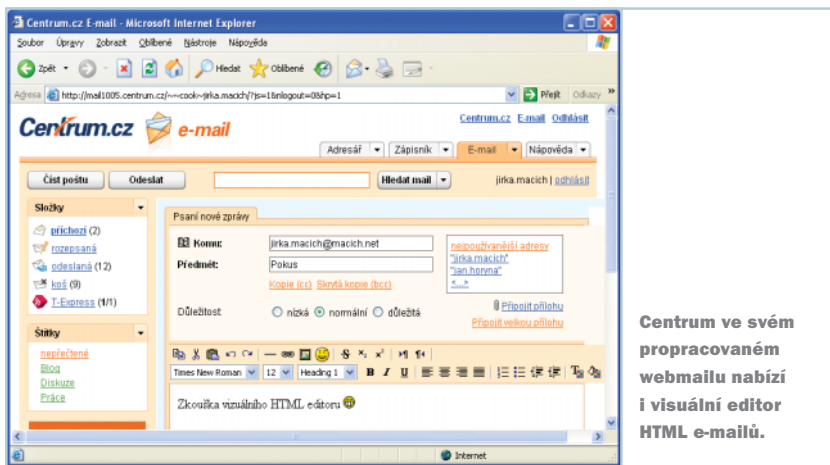 Centrum.cz E-mail - Microsoft Internet Explorer
Soubor Úpravy Zobrazit Oblíbené Nástroje Nápověda
Zpět Hledat Oblíbené
Adresa http://mail1005.centrum.cz/~~cook~jirka.macich/?js=1&nlogout=0&hp=1 Přejít Odkazy
Centrum.cz E-mail Odhlásit
Centrum.cz e-mail
Adresář Zápisník E-mail Nápověda
Číst poštu Odeslat Hledat mail jirka.macich | odhlásit
Složky
příchozí (2)
rozepsaná
odeslaná (12)
koš (9)
T-Express (1/1)
Štítky
nepřečtené
Blog
Diskuze
Práce
Psaní nové zprávy
Komu: jirka.macich@macich.net
Předmět: Pokus
Kopie (cc) Skrytá kopie (bcc)
nejpoužívanější adresy
"jirka.macich"
"jan.horyna"
<...>
Důležitost nízká normální důležitá
Připojit přílohu
Připojit velkou přílohu
Times New Roman 12 Heading 1 B I U
Zkouška vizuálního HTML editoru
Internet
Centrum ve svém
propracovaném
webmailu nabízí
i visuální editor
HTML e-mailů.